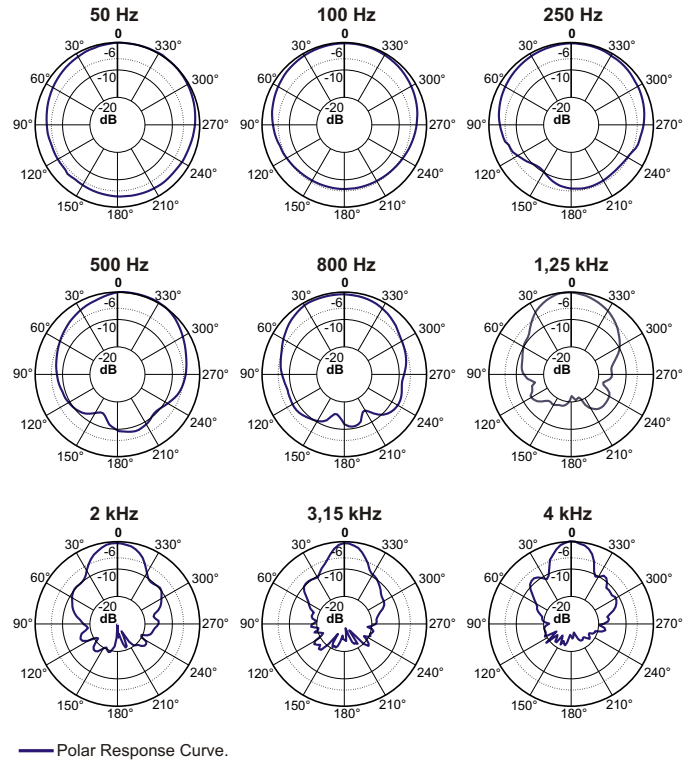 50 Hz 100 Hz 250 Hz
0 0 0
30° 330° 30° 330° 30° 330°
-6 -6 -6
60° -10 300° 60° -10 300° 60° -10 300°
-20 -20 -20
90° dB 270° 90° dB 270° 90° dB 270°
120° 240° 120° 240° 120° 240°
150° 210° 150° 210° 150° 210°
180° 180° 180°
500 Hz 800 Hz 1,25 kHz
0 0 0
30° 330° 30° 330° 30° 330°
-6 -6 -6
60° -10 300° 60° -10 300° 60° -10 300°
-20 -20 -20
90° dB 270° 90° dB 270° 90° dB 270°
120° 240° 120° 240° 120° 240°
150° 210° 150° 210° 150° 210°
180° 180° 180°
2 kHz 3,15 kHz 4 kHz
0 0 0
30° 330° 30° 330° 30° 330°
-6 -6 -6
60° -10 300° 60° -10 300° 60° -10 300°
-20 -20 -20
90° dB 270° 90° dB 270° 90° dB 270°
120° 240° 120° 240° 120° 240°
150° 210° 150° 210° 150° 210°
180° 180° 180°
Polar Response Curve.